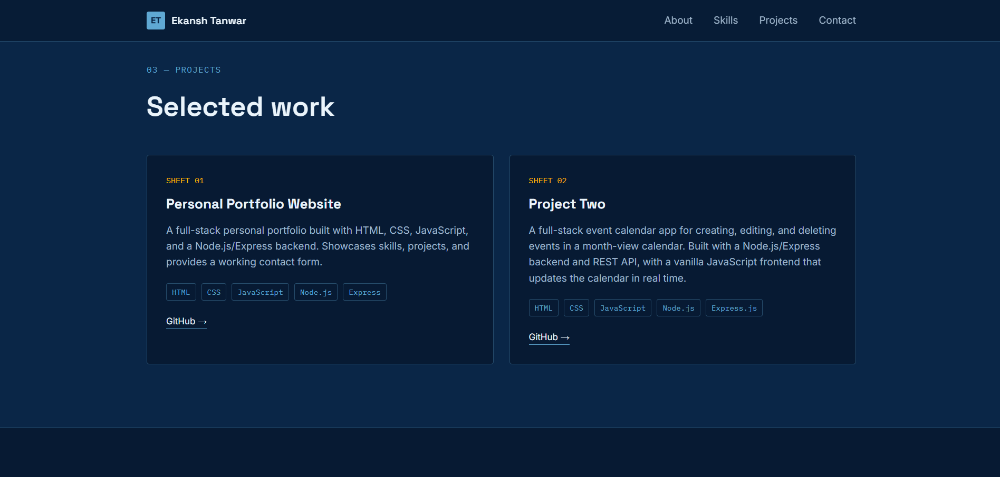 ET Ekansh Tanwar
About Skills Projects Contact
03 — PROJECTS
Selected work
SHEET 01
Personal Portfolio Website
A full-stack personal portfolio built with HTML, CSS, JavaScript,
and a Node.js/Express backend. Showcases skills, projects, and
provides a working contact form.
HTML CSS JavaScript Node.js Express
GitHub →
SHEET 02
Project Two
A full-stack event calendar app for creating, editing, and deleting
events in a month-view calendar. Built with a Node.js/Express
backend and REST API, with a vanilla JavaScript frontend that
updates the calendar in real time.
HTML CSS JavaScript Node.js Express.js
GitHub →